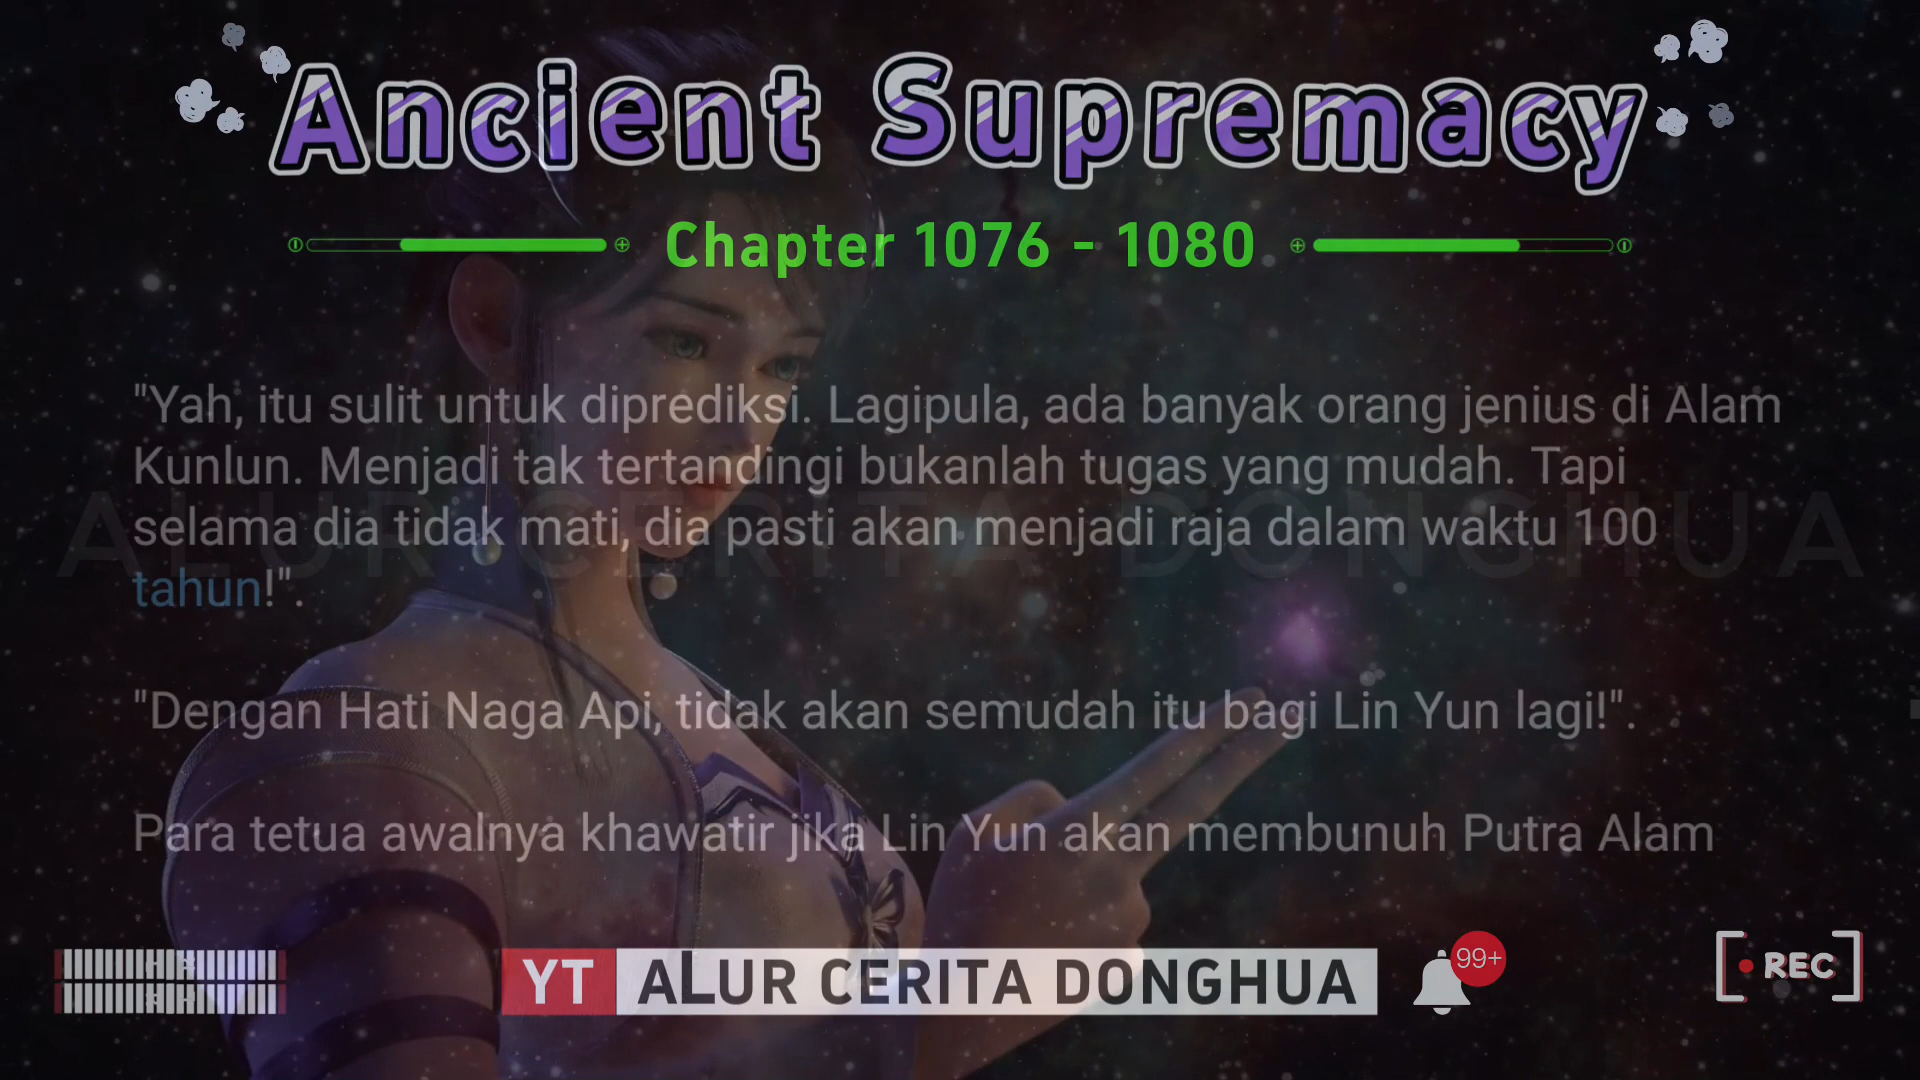 Ancient Supremacy
Chapter 1076 - 1080
"Yah, itu sulit untuk diprediksi. Lagipula, ada banyak orang jenius di Alam
Kunlun. Menjadi tak tertandingi bukanlah tugas yang mudah. Tapi
selama dia tidak mati, dia pasti akan menjadi raja dalam waktu 100
tahun!".
ALUR CERITA DONGHUA
"Dengan Hati Naga Api, tidak akan semudah itu bagi Lin Yun lagi!".
Para tetua awalnya khawatir jika Lin Yun akan membunuh Putra Alam
YT ALUR CERITA DONGHUA
99+
REC